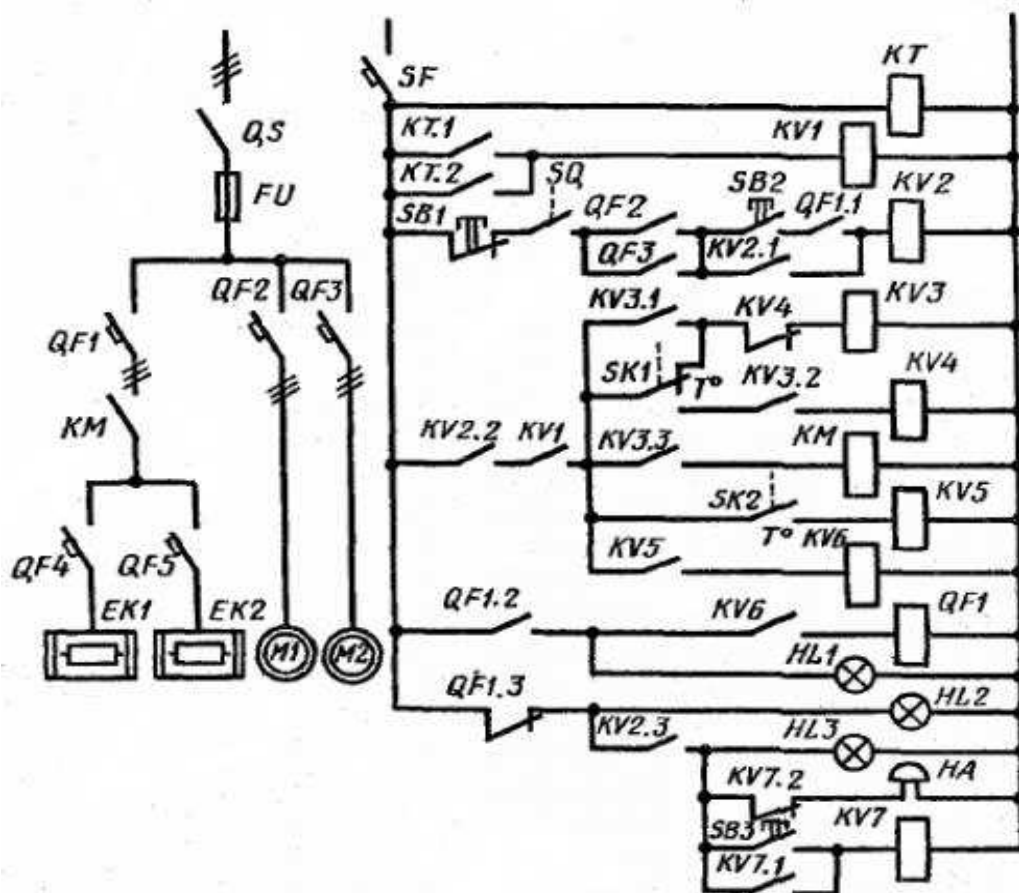 SF
KT
QS
KT.1
KV1
KT.2
SQ
SB2
KV2
FU
SB1
QF2
QF1.1
QF3
KV2.1
QF2
QF3
KV3.1
KV4
KV3
QF1
SK1
T°
KV3.2
KV4
KM
KV2.2
KV1
KV3.3
KM
SK2
KV5
T°
KV6
QF4
QF5
KV5
EK1
EK2
QF1.2
KV6
QF1
M1
M2
HL1
QF1.3
HL2
KV2.3
HL3
KV7.2
HA
SB3
KV7
KV7.1